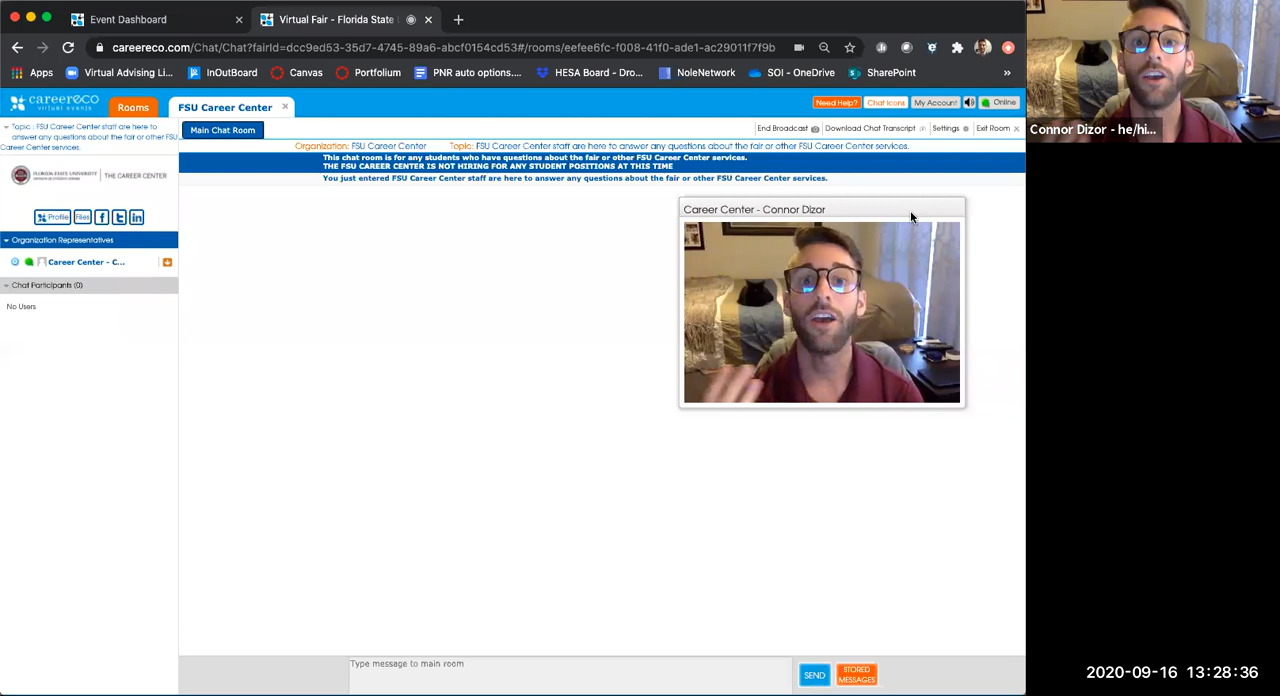 Event Dashboard
Virtual Fair - Florida State
careereco.com/Chat/Chat?fairId=dcc9ed53-35d7-4745-89a6-abcf0154cd53#/rooms/eefee6fc-f008-41f0-ade1-ac29011f7f9b
Apps Virtual Advising Li... InOutBoard Canvas Portfolium PNR auto options.... HESA Board - Dro... NoleNetwork SOI - OneDrive SharePoint »
careereco
virtual events
Rooms
FSU Career Center
Need Help?
Chat Icons
My Account
Online
Topic : FSU Career Center staff are here to
answer any questions about the fair or other FSU
Career Center services.
Main Chat Room
End Broadcast
Download Chat Transcript
Settings
Exit Room
Organization: FSU Career Center Topic: FSU Career Center staff are here to answer any questions about the fair or other FSU Career Center services.
This chat room is for any students who have questions about the fair or other FSU Career Center services.
THE FSU CAREER CENTER IS NOT HIRING FOR ANY STUDENT POSITIONS AT THIS TIME
You just entered FSU Career Center staff are here to answer any questions about the fair or other FSU Career Center services.
FLORIDA STATE UNIVERSITY
THE CAREER CENTER
Profile
Files
Organization Representatives
Career Center - C...
Chat Participants (0)
No Users
Career Center - Connor Dizor
Connor Dizor - he/hi...
Type message to main room
SEND
STORED
MESSAGES
2020-09-16 13:28:36